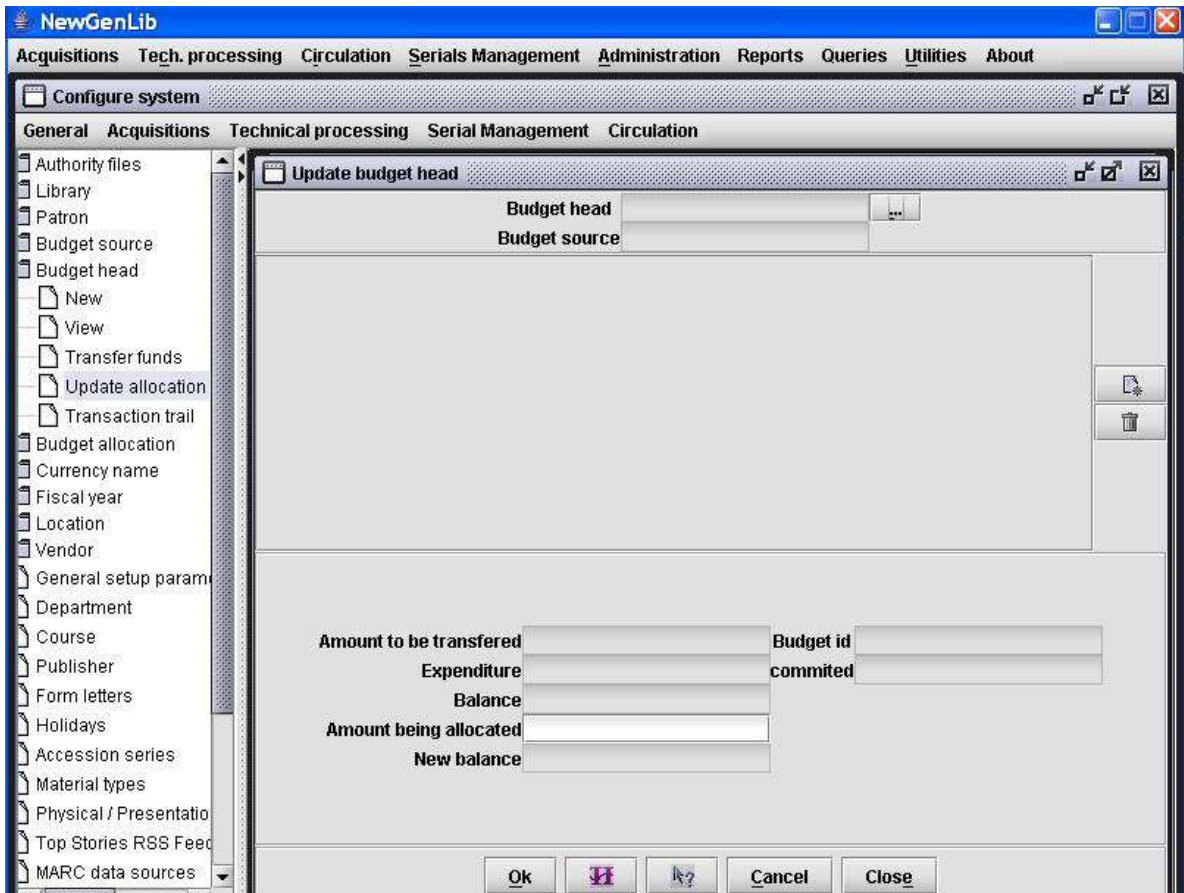 NewGenLib
Acquisitions Tech. processing Circulation Serials Management Administration Reports Queries Utilities About
Configure system
General Acquisitions Technical processing Serial Management Circulation
Authority files
Library
Patron
Budget source
Budget head
New
View
Transfer funds
Update allocation
Transaction trail
Budget allocation
Currency name
Fiscal year
Location
Vendor
General setup param
Department
Course
Publisher
Form letters
Holidays
Accession series
Material types
Physical / Presentatio
Top Stories RSS Feed
MARC data sources
Update budget head
Budget head ...
Budget source
Amount to be transfered Budget id
Expenditure commited
Balance
Amount being allocated
New balance
Ok ? Cancel Close